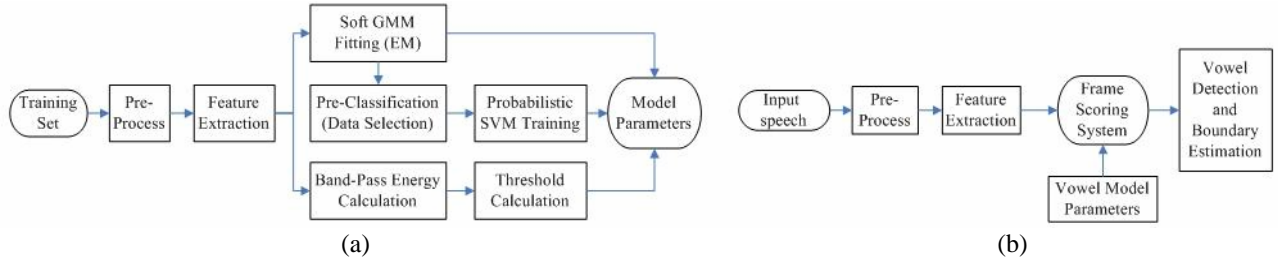 Training
Set
Pre-
Process
Feature
Extraction
Soft GMM
Fitting (EM)
Pre-Classification
(Data Selection)
Probabilistic
SVM Training
Band-Pass Energy
Calculation
Threshold
Calculation
Model
Parameters
(a)
Input
speech
Pre-
Process
Feature
Extraction
Frame
Scoring
System
Vowel Model
Parameters
Vowel
Detection
and
Boundary
Estimation
(b)